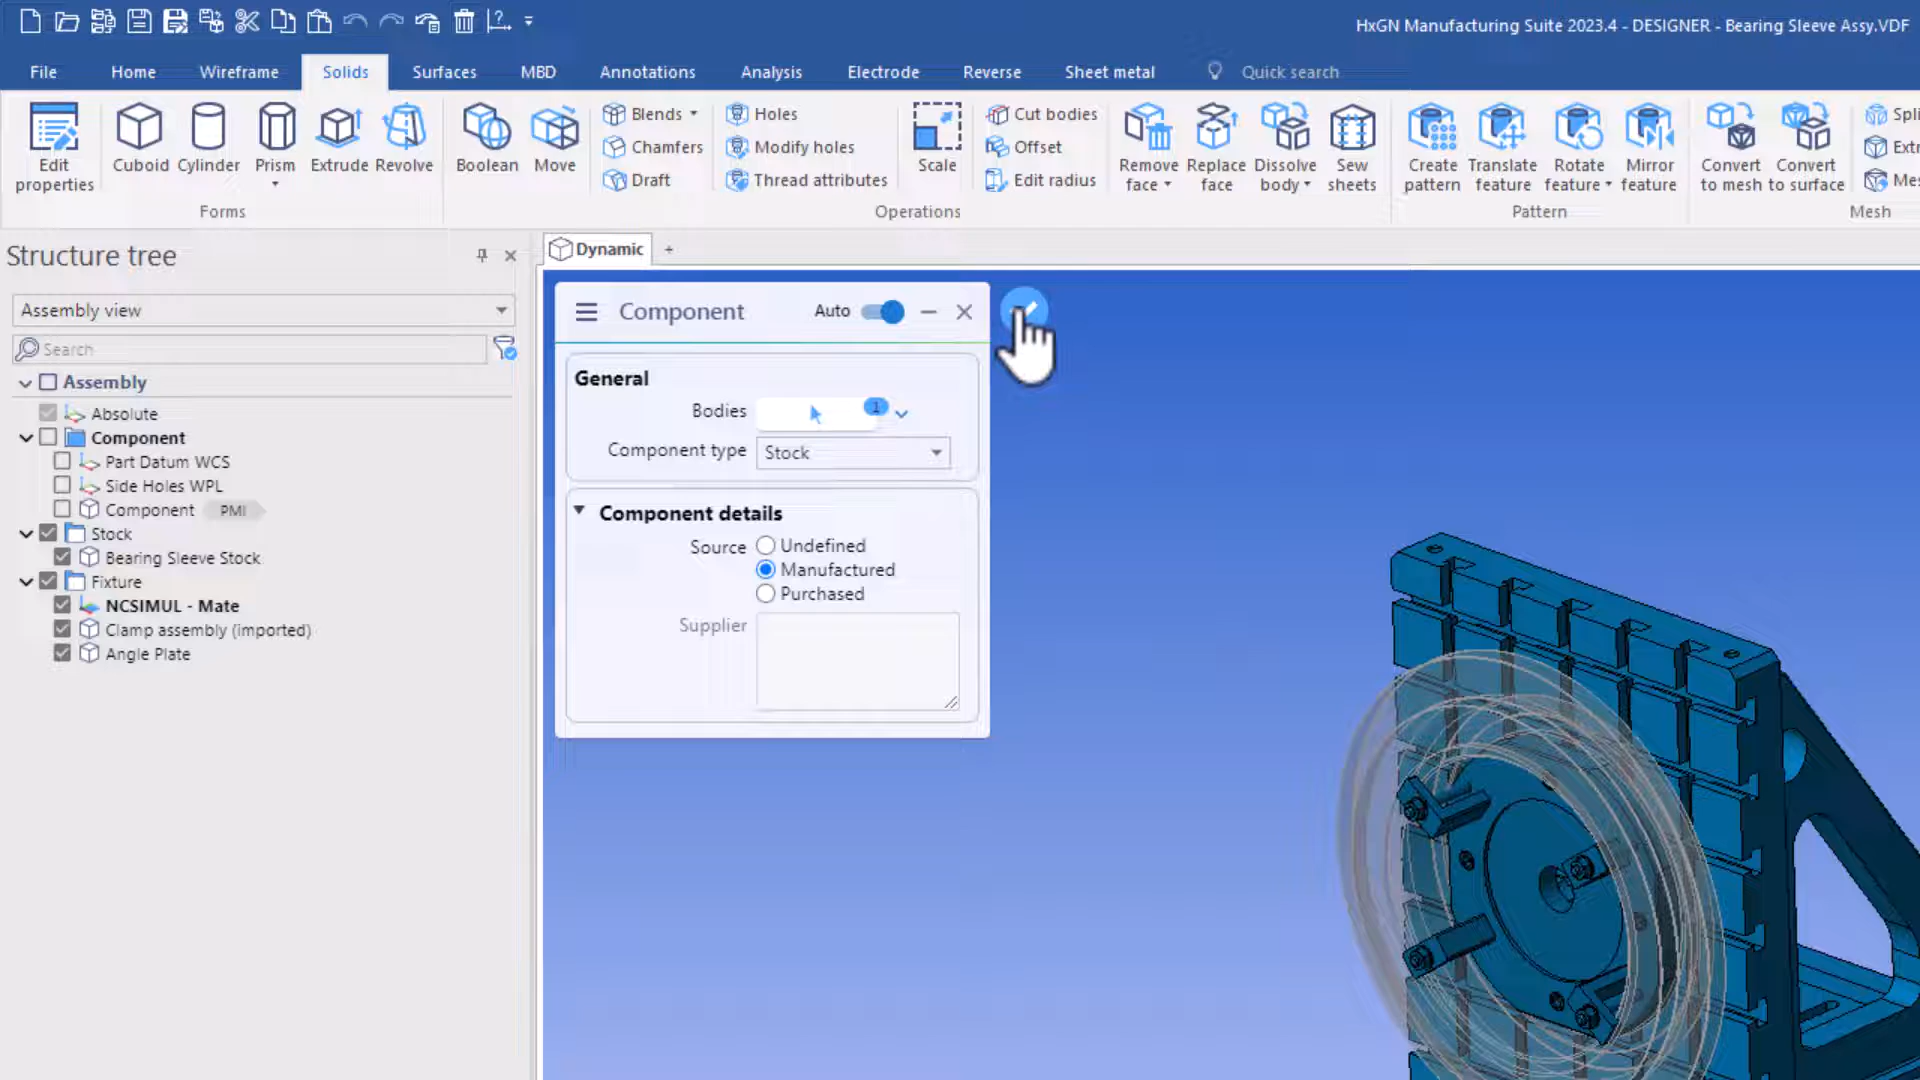 HxGN Manufacturing Suite 2023.4 - DESIGNER - Bearing Sleeve Assy.VDF
File Home Wireframe Solids Surfaces MBD Annotations Analysis Electrode Reverse Sheet metal Quick search
Edit properties
Cuboid
Cylinder
Prism
Extrude
Revolve
Forms
Boolean
Move
Blends
Chamfers
Draft
Holes
Modify holes
Thread attributes
Scale
Cut bodies
Offset
Edit radius
Remove face
Replace face
Dissolve body
Sew sheets
Operations
Create pattern
Translate feature
Rotate feature
Mirror feature
Pattern
Convert to mesh
Convert to surface
Mesh
Structure tree
Assembly view
Search
Assembly
Absolute
Component
Part Datum WCS
Side Holes WPL
Component PMI
Stock
Bearing Sleeve Stock
Fixture
NCSIMUL - Mate
Clamp assembly (imported)
Angle Plate
Dynamic +
Component Auto
General
Bodies 1
Component type Stock
Component details
Source Undefined
Manufactured
Purchased
Supplier